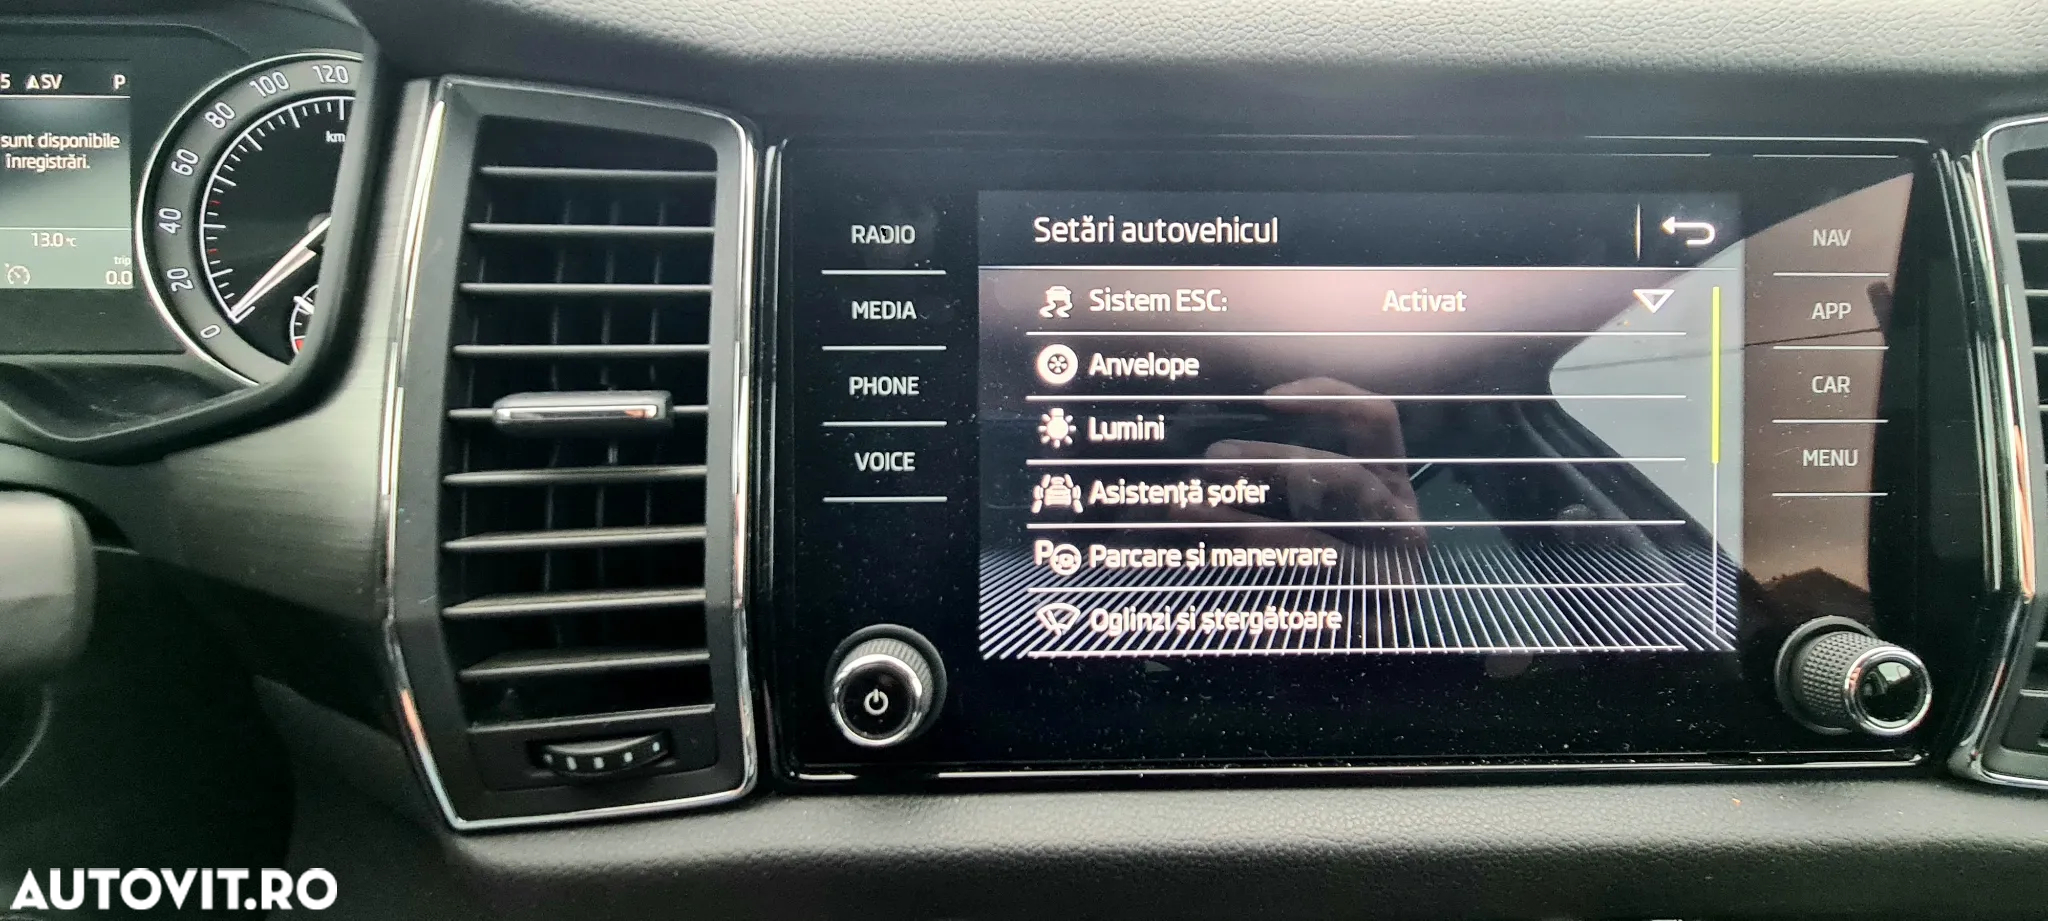 5 ASV P
sunt disponibile
înregistrări.
13.0 °C
trip
0.0
0 20 40 60 80 100 120
km
RADIO
MEDIA
PHONE
VOICE
Setări autovehicul
Sistem ESC: Activat
Anvelope
Lumini
Asistență șofer
P Parcare și manevrare
Oglinzi și ștergătoare
NAV
APP
CAR
MENU
AUTOVIT.RO